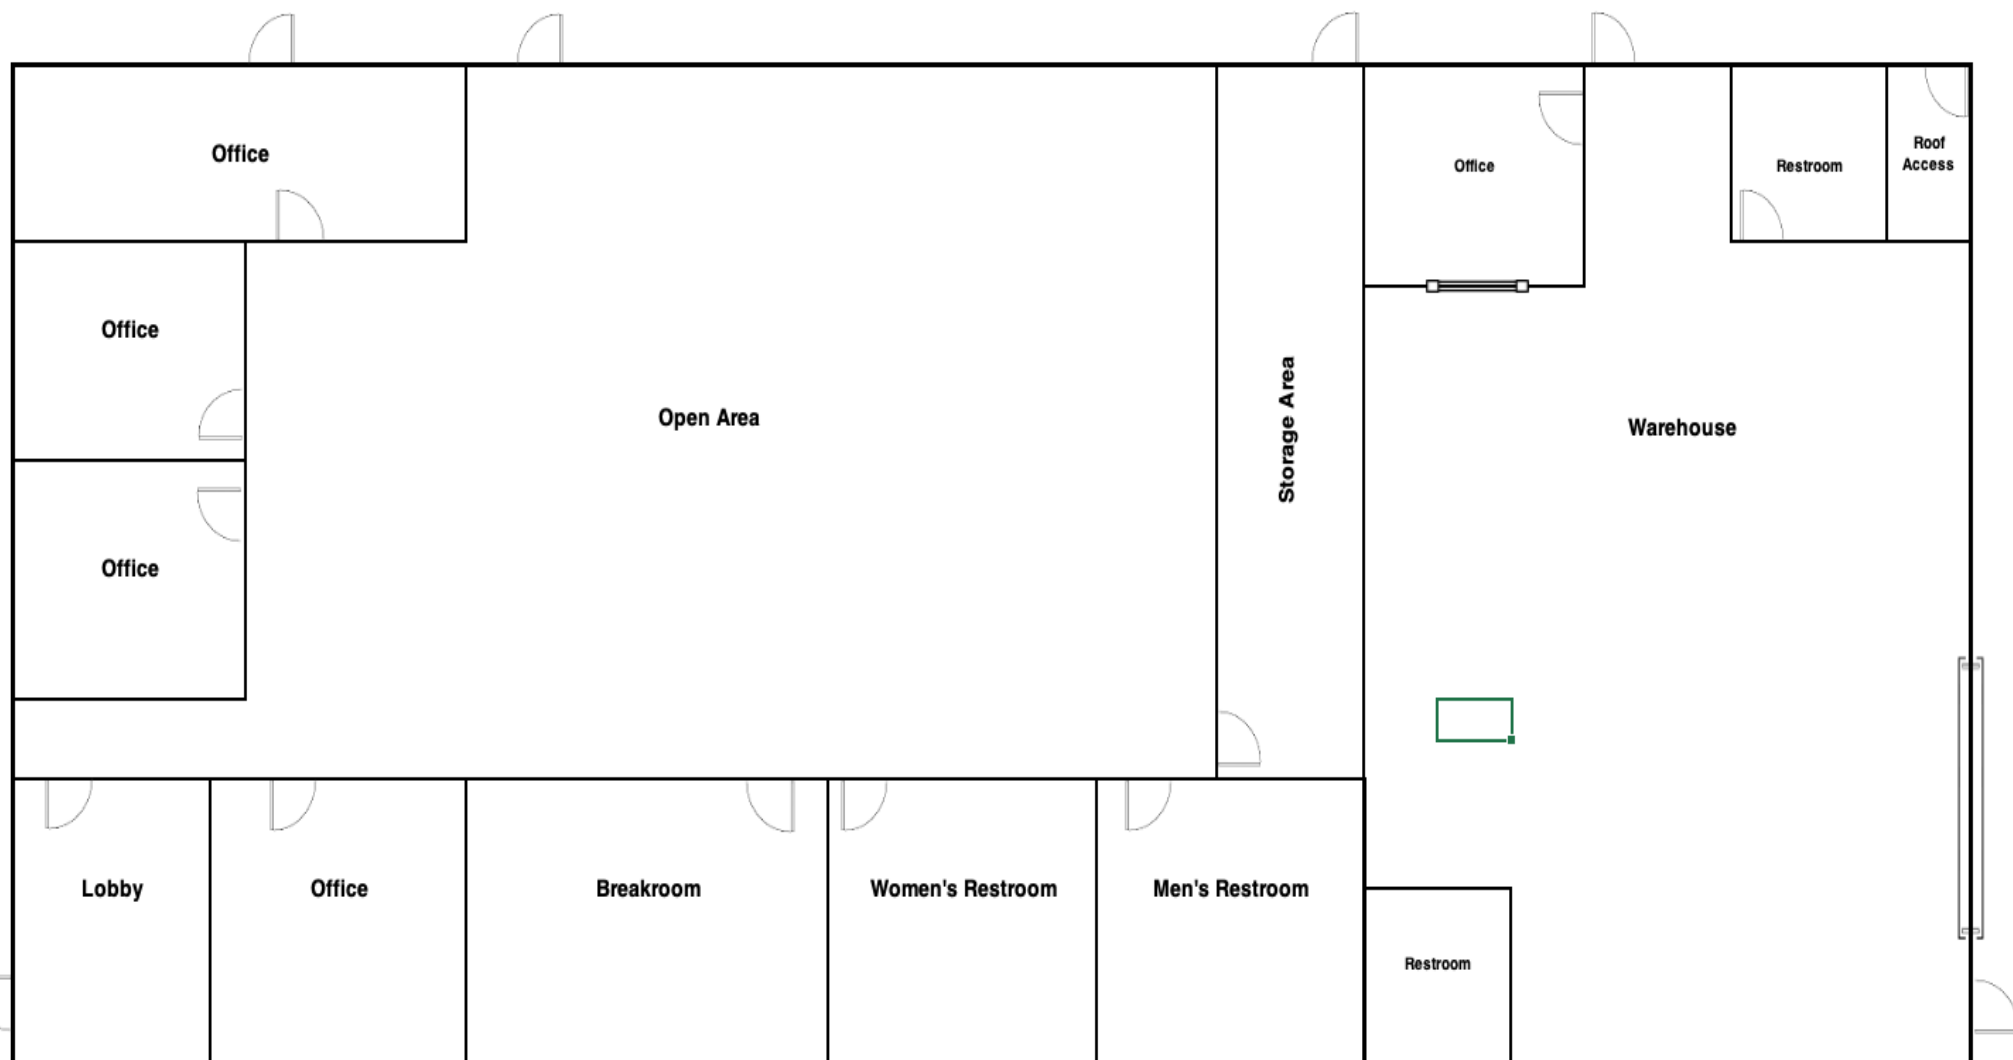 Office
Office
Restroom
Roof
Access
Office
Open Area
Storage Area
Warehouse
Office
Lobby
Office
Breakroom
Women's Restroom
Men's Restroom
Restroom